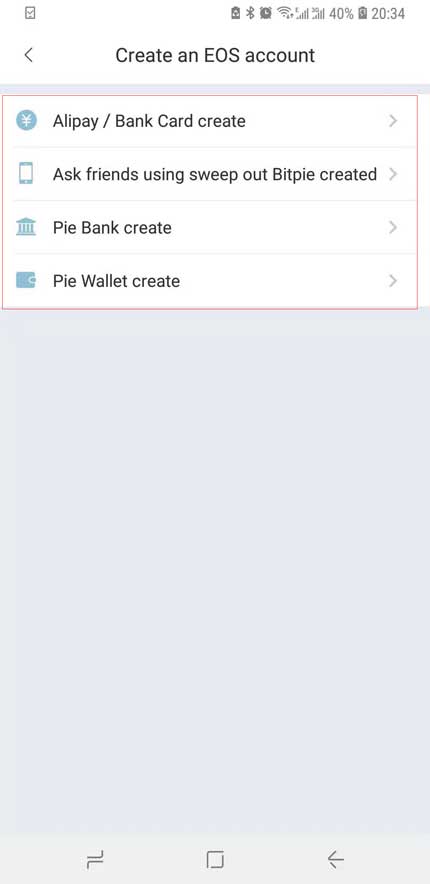 40% 20:34
Create an EOS account
Alipay / Bank Card create
Ask friends using sweep out Bitpie created
Pie Bank create
Pie Wallet create